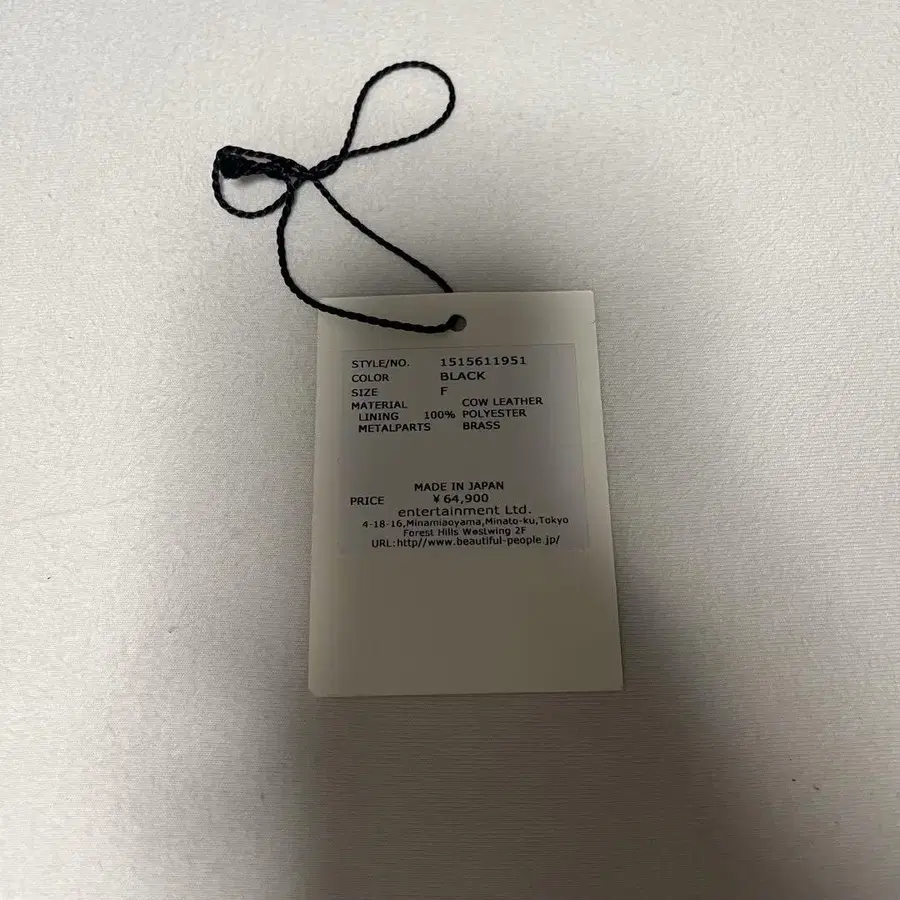 STYLE/NO. 1515611951
COLOR BLACK
SIZE F
MATERIAL COW LEATHER
LINING 100% POLYESTER
METALPARTS BRASS
MADE IN JAPAN
PRICE ¥64,900
entertainment Ltd.
4-18-16,Minamiaoyama,Minato-ku,Tokyo
Forest Hills Westwing 2F
URL:http//www.beautiful-people.jp/